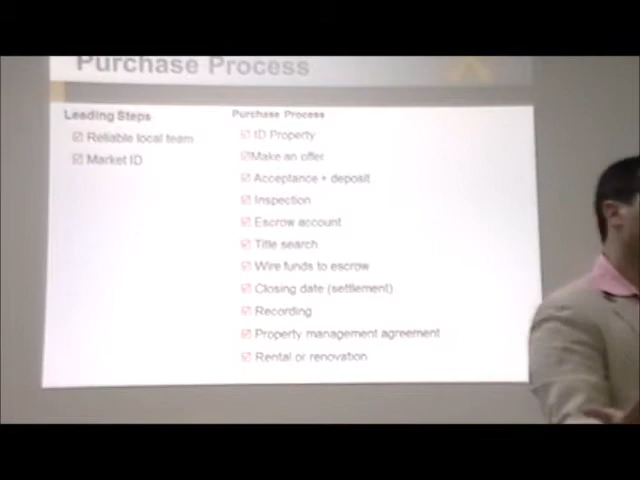 Purchase Process
Leading Steps
Reliable local team
Market ID
Purchase Process
ID Property
Make an offer
Acceptance + deposit
Inspection
Escrow account
Title search
Wire funds to escrow
Closing date (settlement)
Recording
Property management agreement
Rental or renovation